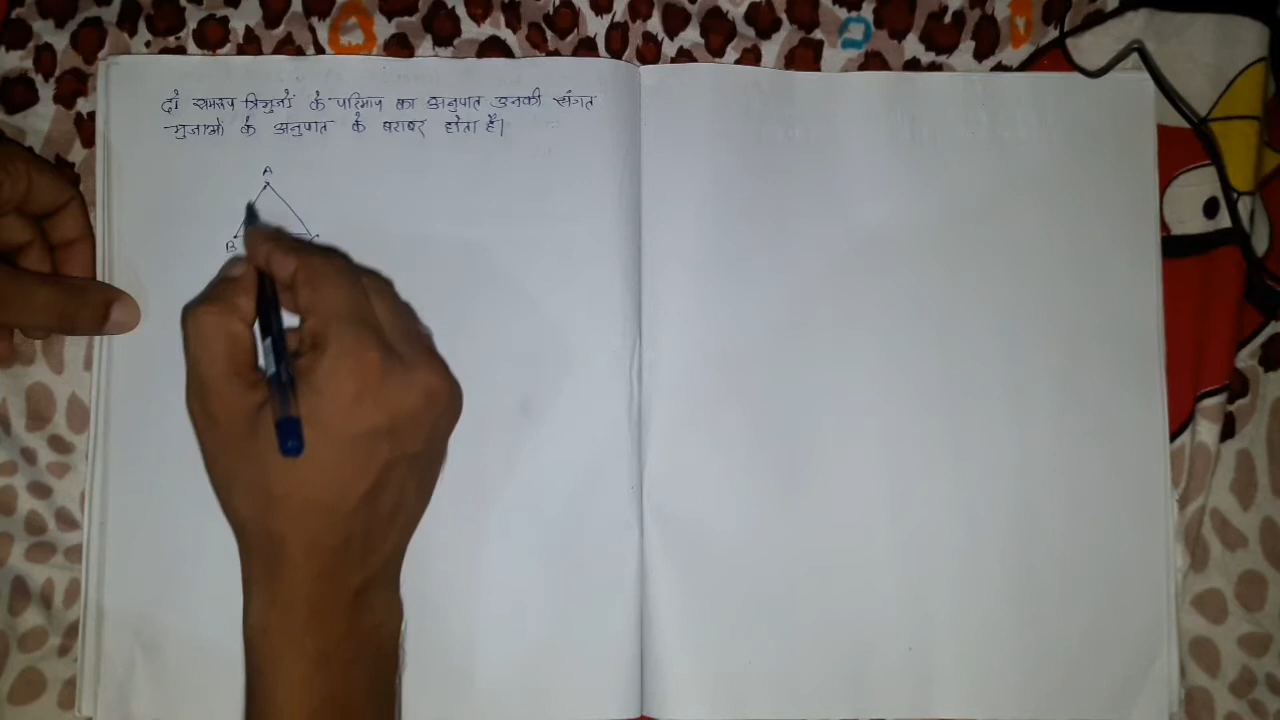 दो समरूप त्रिभुजों के परिमाप का अनुपात उनकी संगत
भुजाओं के अनुपात के बराबर होता है।
A
B